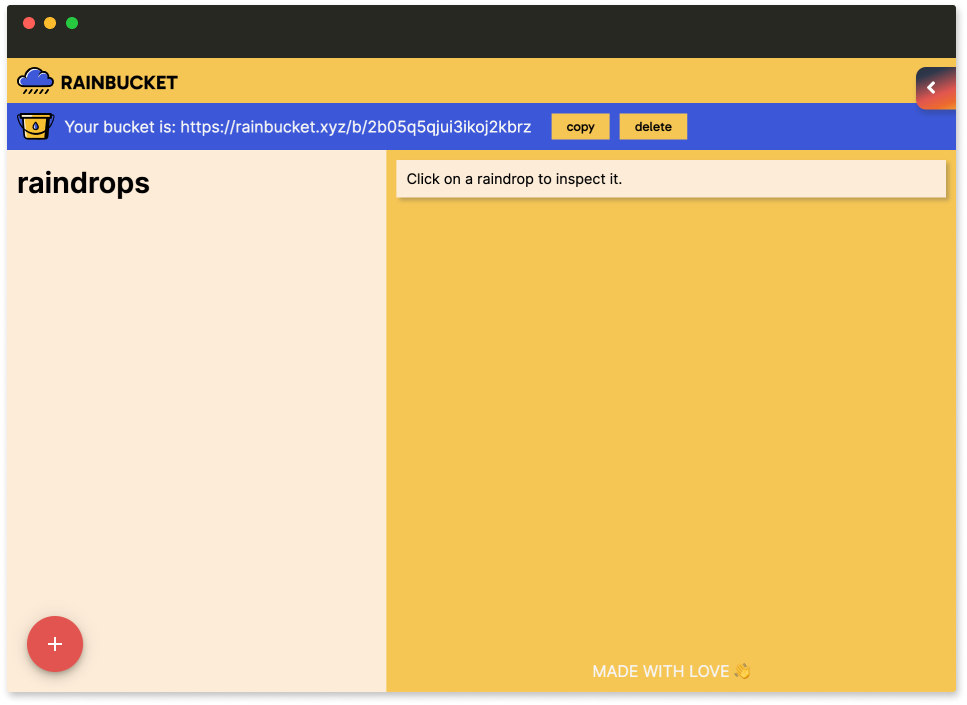 RAINBUCKET
Your bucket is: https://rainbucket.xyz/b/2b05q5qjui3ikoj2kbrz copy delete
raindrops
Click on a raindrop to inspect it.
MADE WITH LOVE 👏